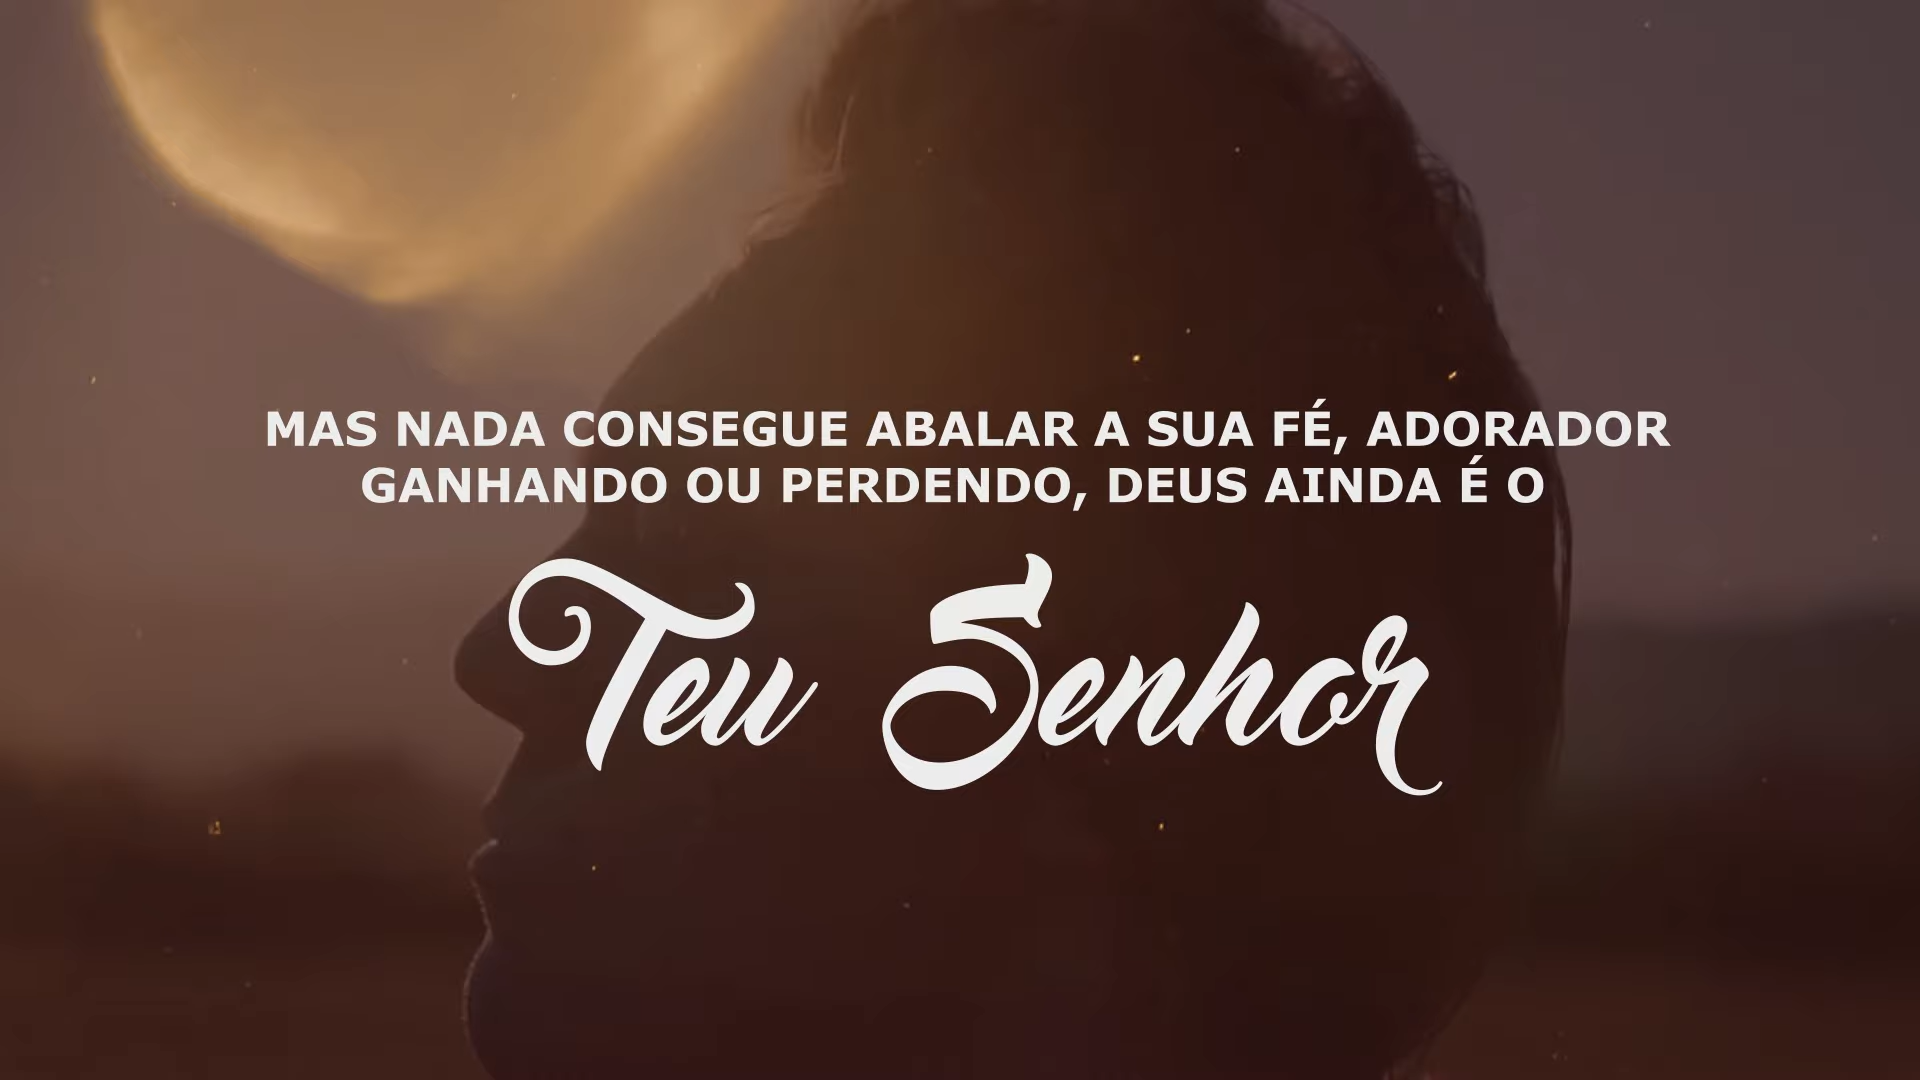 MAS NADA CONSEGUE ABALAR A SUA FÉ, ADORADOR
GANHANDO OU PERDENDO, DEUS AINDA É O
Teu Senhor